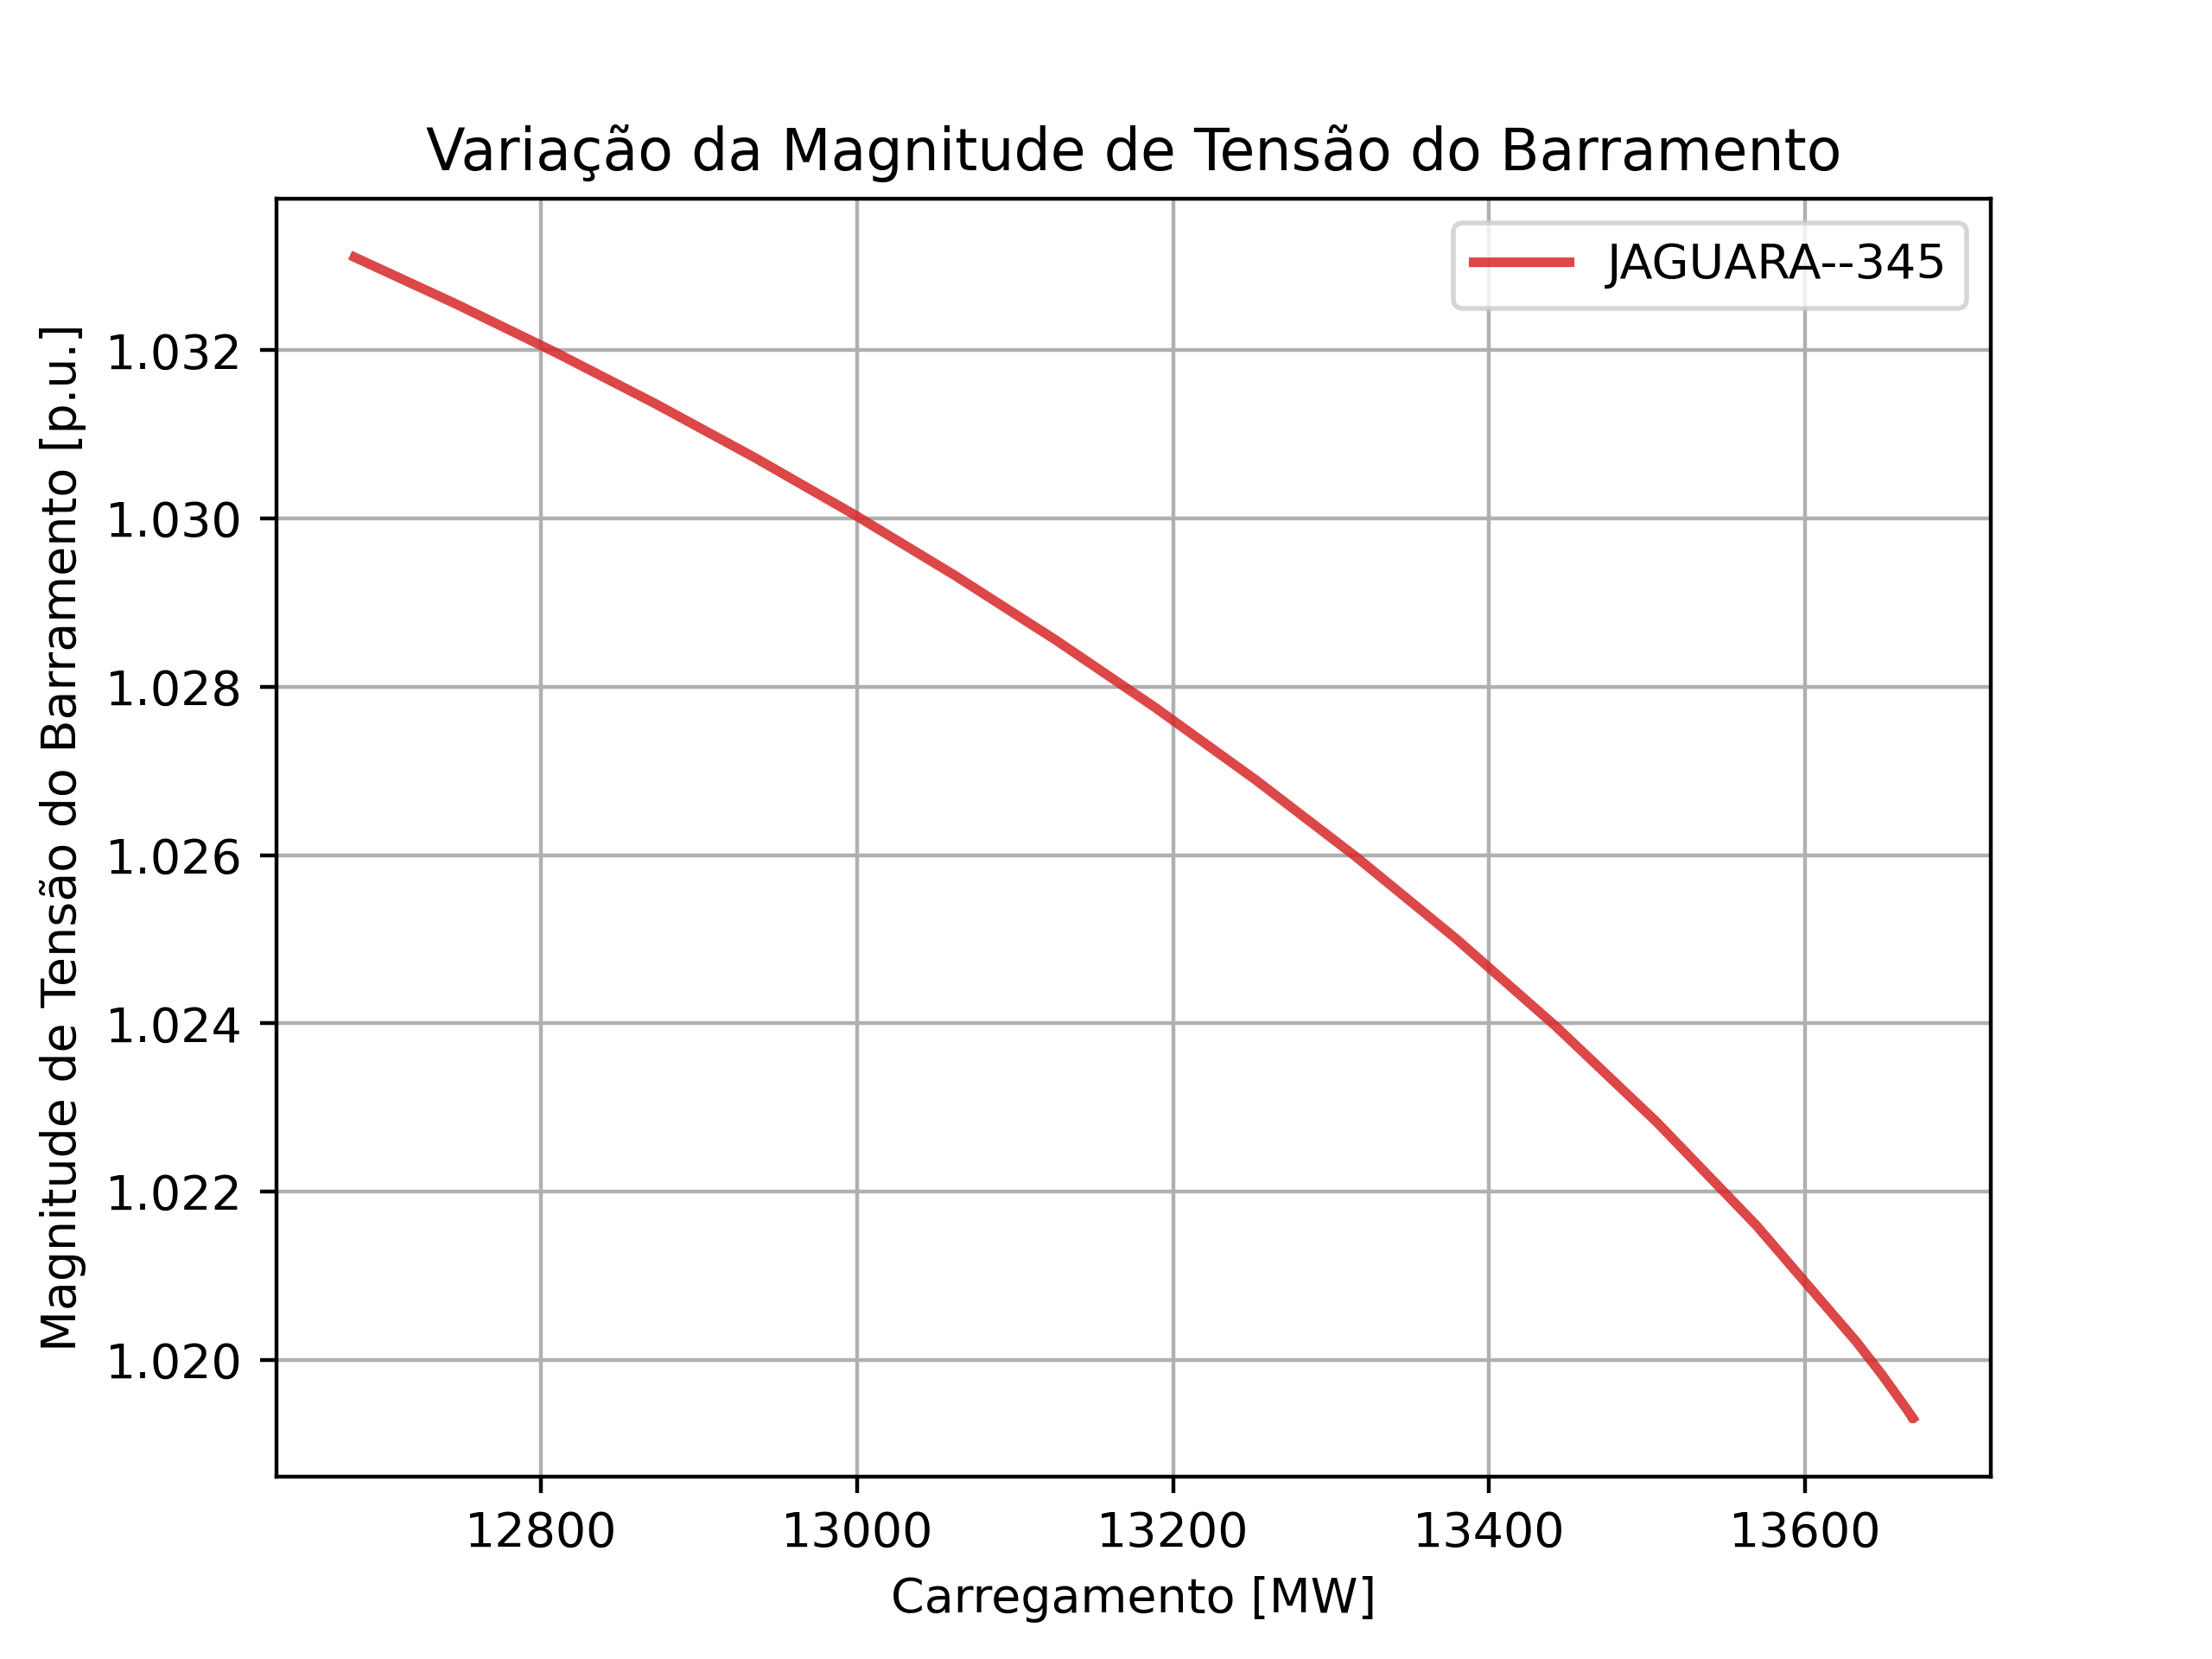 Variação da Magnitude de Tensão do Barramento
JAGUARA--345
Magnitude de Tensão do Barramento [p.u.]
1.032
1.030
1.028
1.026
1.024
1.022
1.020
12800 13000 13200 13400 13600
Carregamento [MW]